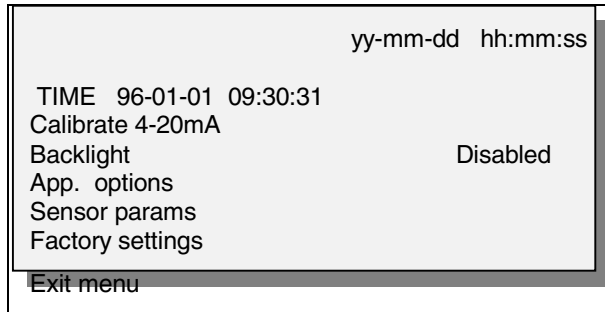 yy-mm-dd hh:mm:ss
TIME 96-01-01 09:30:31
Calibrate 4-20mA
Backlight Disabled
App. options
Sensor params
Factory settings
Exit menu